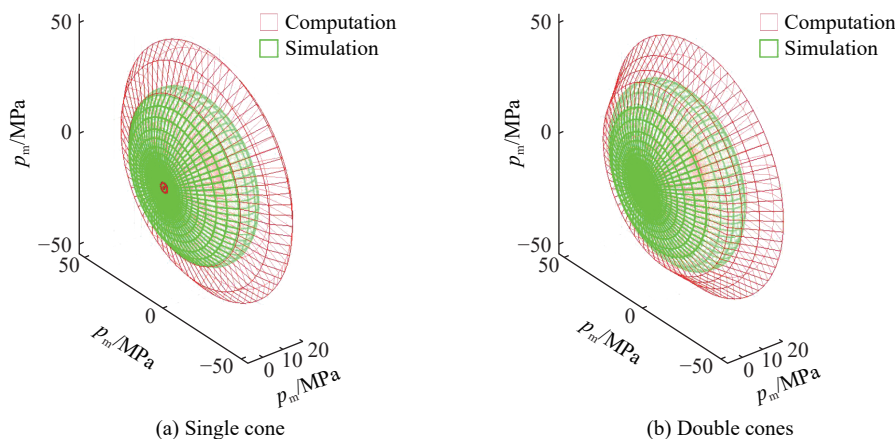 50
Computation
Simulation
p_m/MPa
0
−50
50
0
−50
p_m/MPa
0 10 20
p_m/MPa
(a) Single cone
50
Computation
Simulation
p_m/MPa
0
−50
50
0
−50
p_m/MPa
0 10 20
p_m/MPa
(b) Double cones